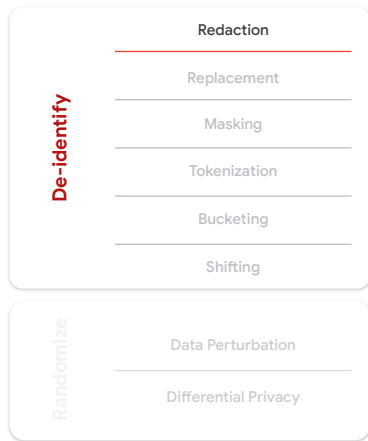 De-identify
Redaction
Replacement
Masking
Tokenization
Bucketing
Shifting
Randomize
Data Perturbation
Differential Privacy